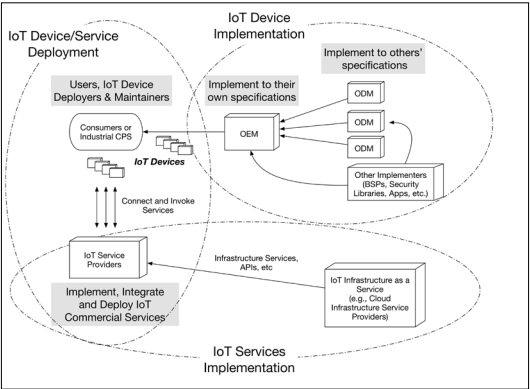 IoT Device/Service
Deployment
IoT Device
Implementation
Implement to others'
specifications
Users, IoT Device
Deployers & Maintainers
Implement to their
own specifications
ODM
ODM
ODM
Consumers or
Industrial CPS
OEM
IoT Devices
Other Implementers
(BSPs, Security
Libraries, Apps, etc.)
Connect and Invoke
Services
IoT Service
Providers
Infrastructure Services,
APIs, etc
IoT Infrastructure as a
Service
(e.g., Cloud
Infrastructure Service
Providers)
Implement, Integrate
and Deploy IoT
Commercial Services
IoT Services
Implementation